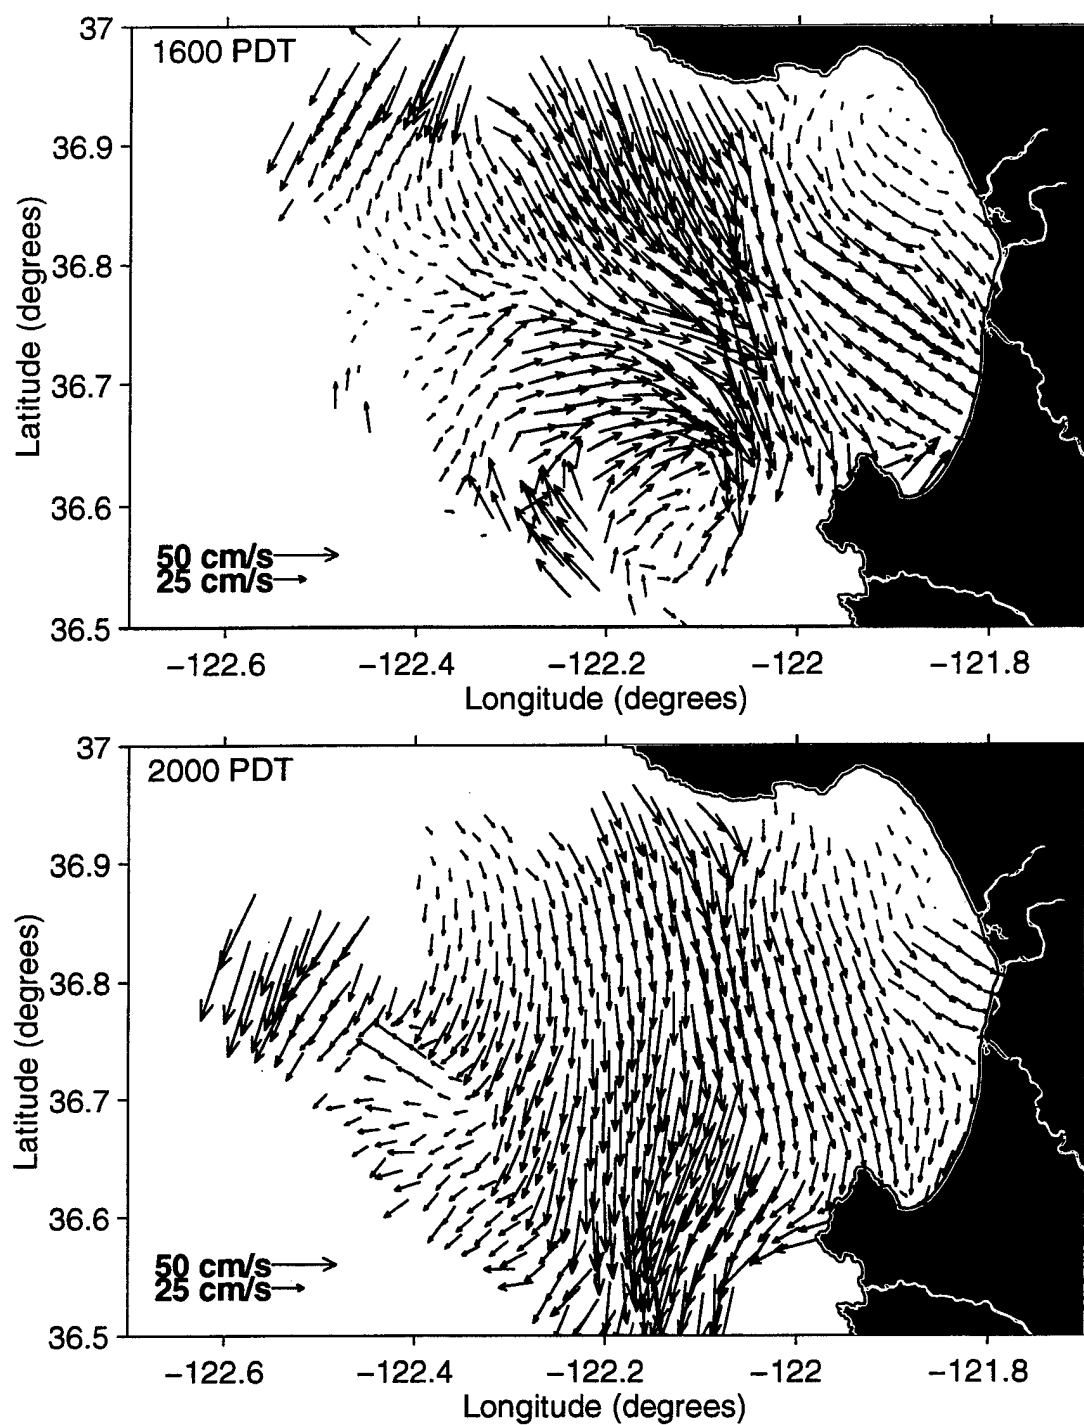 37
1600 PDT
36.9
36.8
36.7
36.6
36.5
Latitude (degrees)
50 cm/s
25 cm/s
−122.6 −122.4 −122.2 −122 −121.8
Longitude (degrees)
37
2000 PDT
36.9
36.8
36.7
36.6
36.5
Latitude (degrees)
50 cm/s
25 cm/s
−122.6 −122.4 −122.2 −122 −121.8
Longitude (degrees)